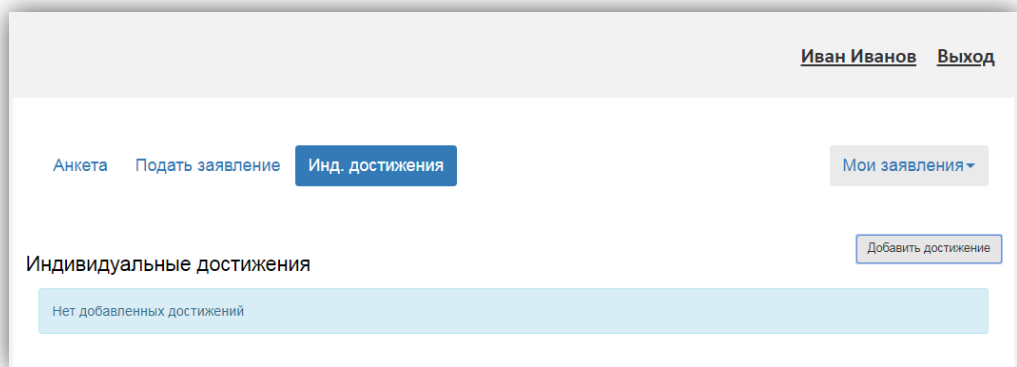 Иван Иванов Выход
Анкета Подать заявление Инд. достижения Мои заявления
Добавить достижение
Индивидуальные достижения
Нет добавленных достижений